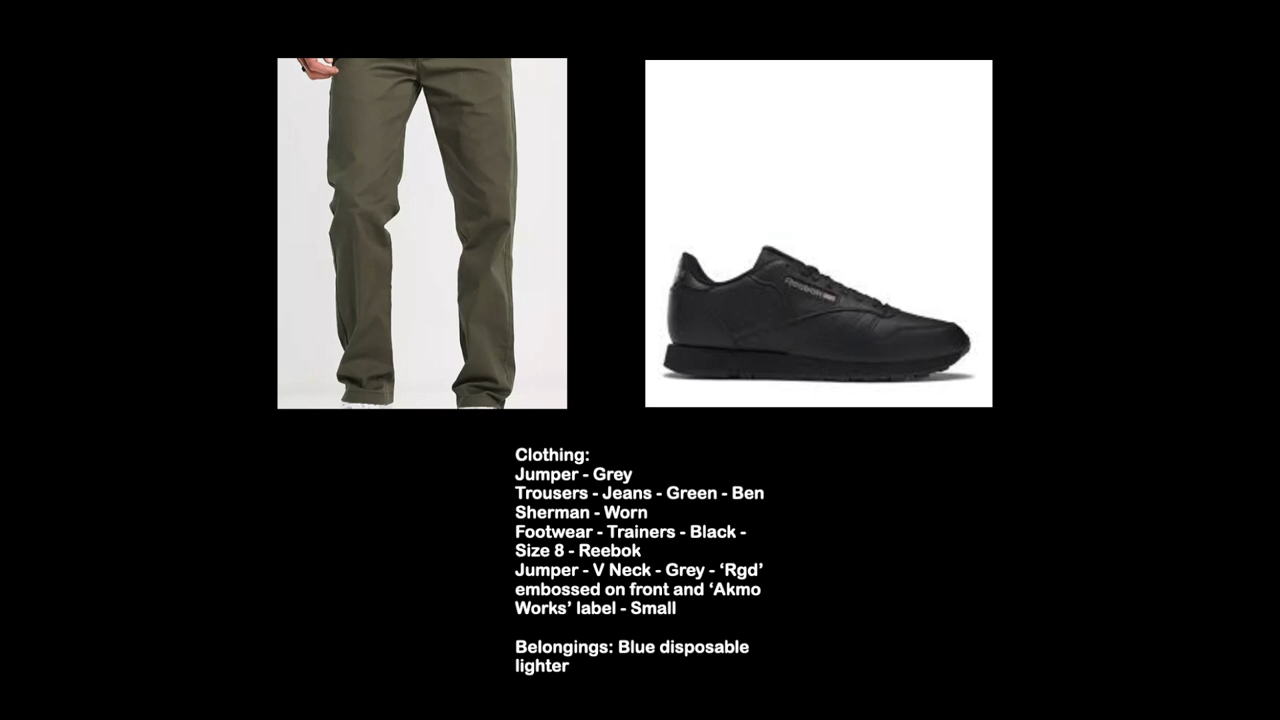 Reebok
Clothing:
Jumper - Grey
Trousers - Jeans - Green - Ben
Sherman - Worn
Footwear - Trainers - Black -
Size 8 - Reebok
Jumper - V Neck - Grey - ‘Rgd’
embossed on front and ‘Akmo
Works’ label - Small
Belongings: Blue disposable
lighter